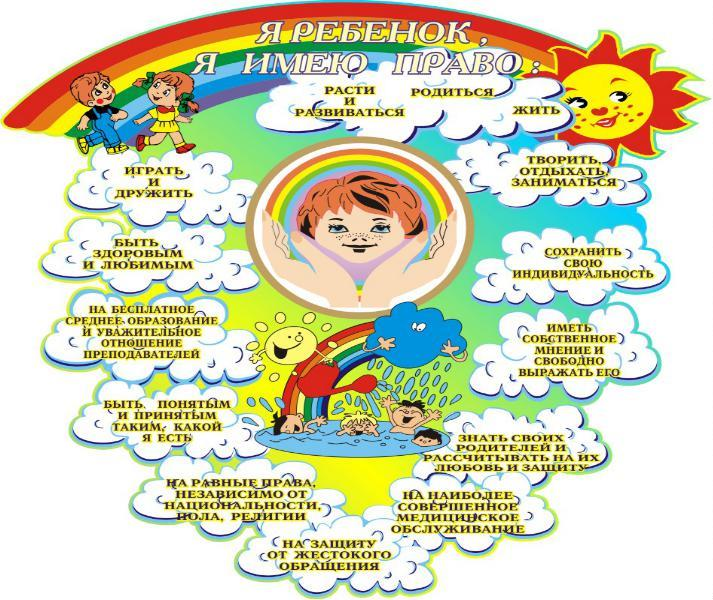 Я РЕБЕНОК,
Я ИМЕЮ ПРАВО:
РАСТИ
И
РАЗВИВАТЬСЯ
РОДИТЬСЯ
ЖИТЬ
ИГРАТЬ
И
ДРУЖИТЬ
ТВОРИТЬ,
ОТДЫХАТЬ,
ЗАНИМАТЬСЯ
БЫТЬ
ЗДОРОВЫМ
И ЛЮБИМЫМ
СОХРАНИТЬ
СВОЮ
ИНДИВИДУАЛЬНОСТЬ
НА БЕСПЛАТНОЕ
СРЕДНЕЕ ОБРАЗОВАНИЕ
И УВАЖИТЕЛЬНОЕ
ОТНОШЕНИЕ
ПРЕПОДАВАТЕЛЕЙ
ИМЕТЬ
СОБСТВЕННОЕ
МНЕНИЕ И
СВОБОДНО
ВЫРАЖАТЬ ЕГО
БЫТЬ, ПОНЯТЫМ
И ПРИНЯТЫМ
ТАКИМ, КАКОЙ
Я ЕСТЬ
ЗНАТЬ СВОИХ
РОДИТЕЛЕЙ И
РАССЧИТЫВАТЬ НА ИХ
ЛЮБОВЬ И ЗАЩИТУ
НА РАВНЫЕ ПРАВА,
НЕЗАВИСИМО ОТ
НАЦИОНАЛЬНОСТИ,
ПОЛА, РЕЛИГИИ
НА НАИБОЛЕЕ
СОВЕРШЕННОЕ
МЕДИЦИНСКОЕ
ОБСЛУЖИВАНИЕ
НА ЗАЩИТУ
ОТ ЖЕСТОКОГО
ОБРАЩЕНИЯ